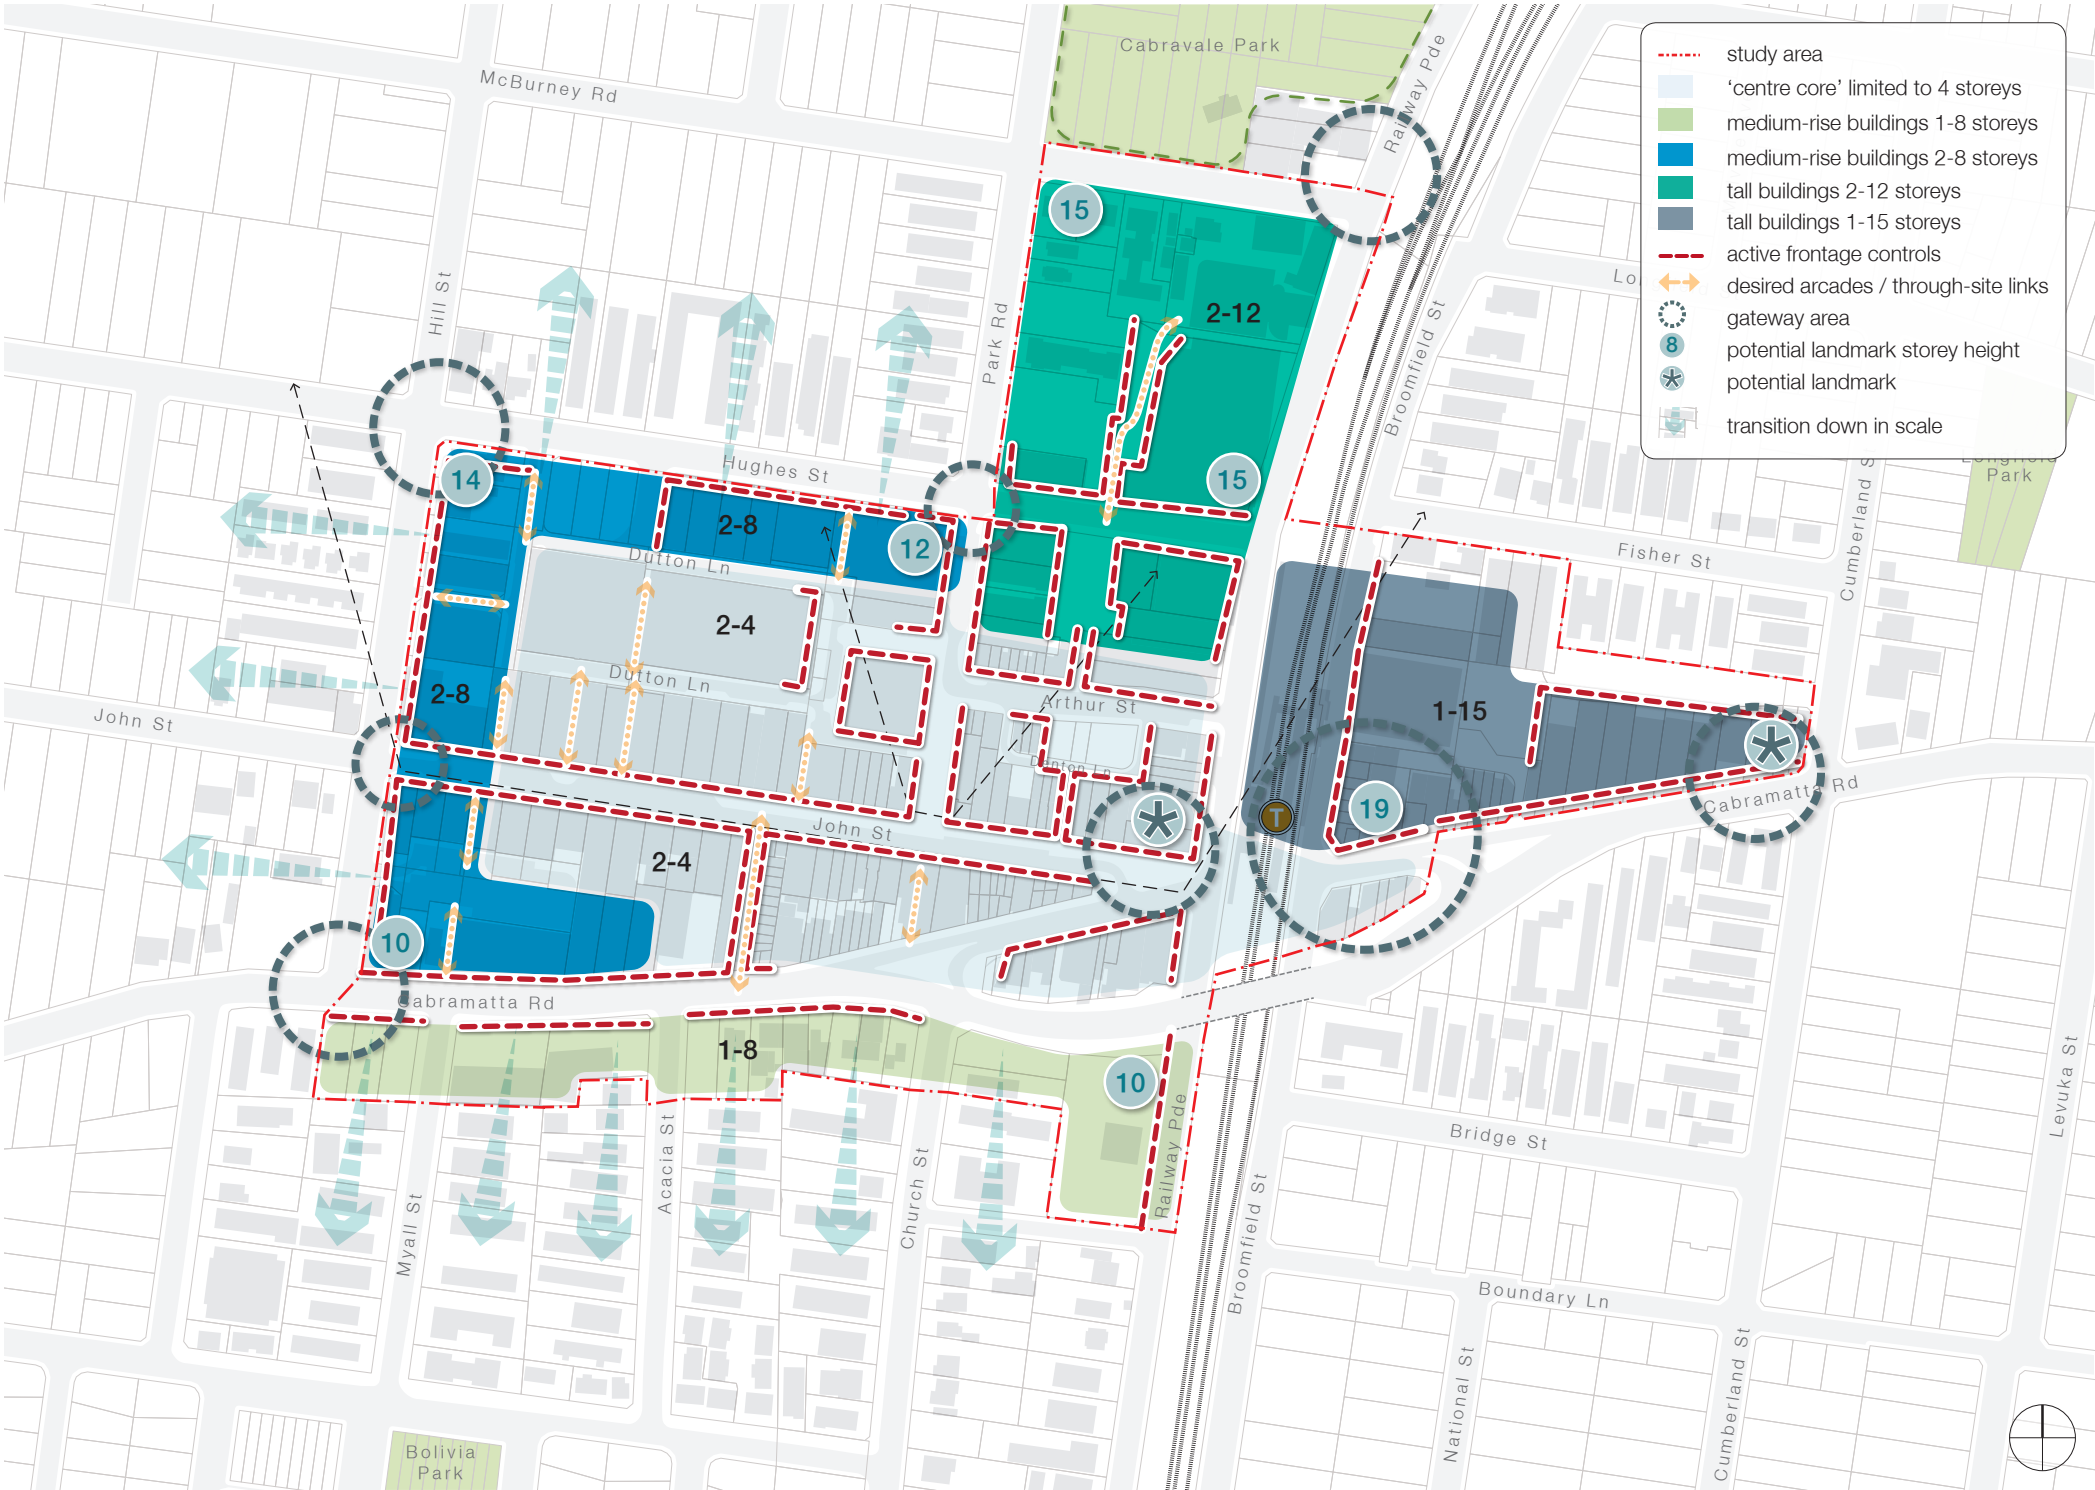 Cabravale Park
Railway Pde
McBurney Rd
study area
‘centre core’ limited to 4 storeys
medium-rise buildings 1-8 storeys
medium-rise buildings 2-8 storeys
tall buildings 2-12 storeys
tall buildings 1-15 storeys
active frontage controls
desired arcades / through-site links
gateway area
8
potential landmark storey height
potential landmark
transition down in scale
15
Hill St
Park Rd
2-12
Broomfield St
Park
Cumberland S
Hughes St
14
15
2-8
12
Dutton Ln
Fisher St
2-4
Dutton Ln
2-8
Arthur St
1-15
John St
Denton Ln
Cabramatta Rd
19
T
John St
2-4
10
Cabramatta Rd
1-8
10
Railway Pde
Levuka St
Bridge St
Acacia St
Church St
Myall St
Broomfield St
Boundary Ln
National St
Cumberland St
Bolivia
Park